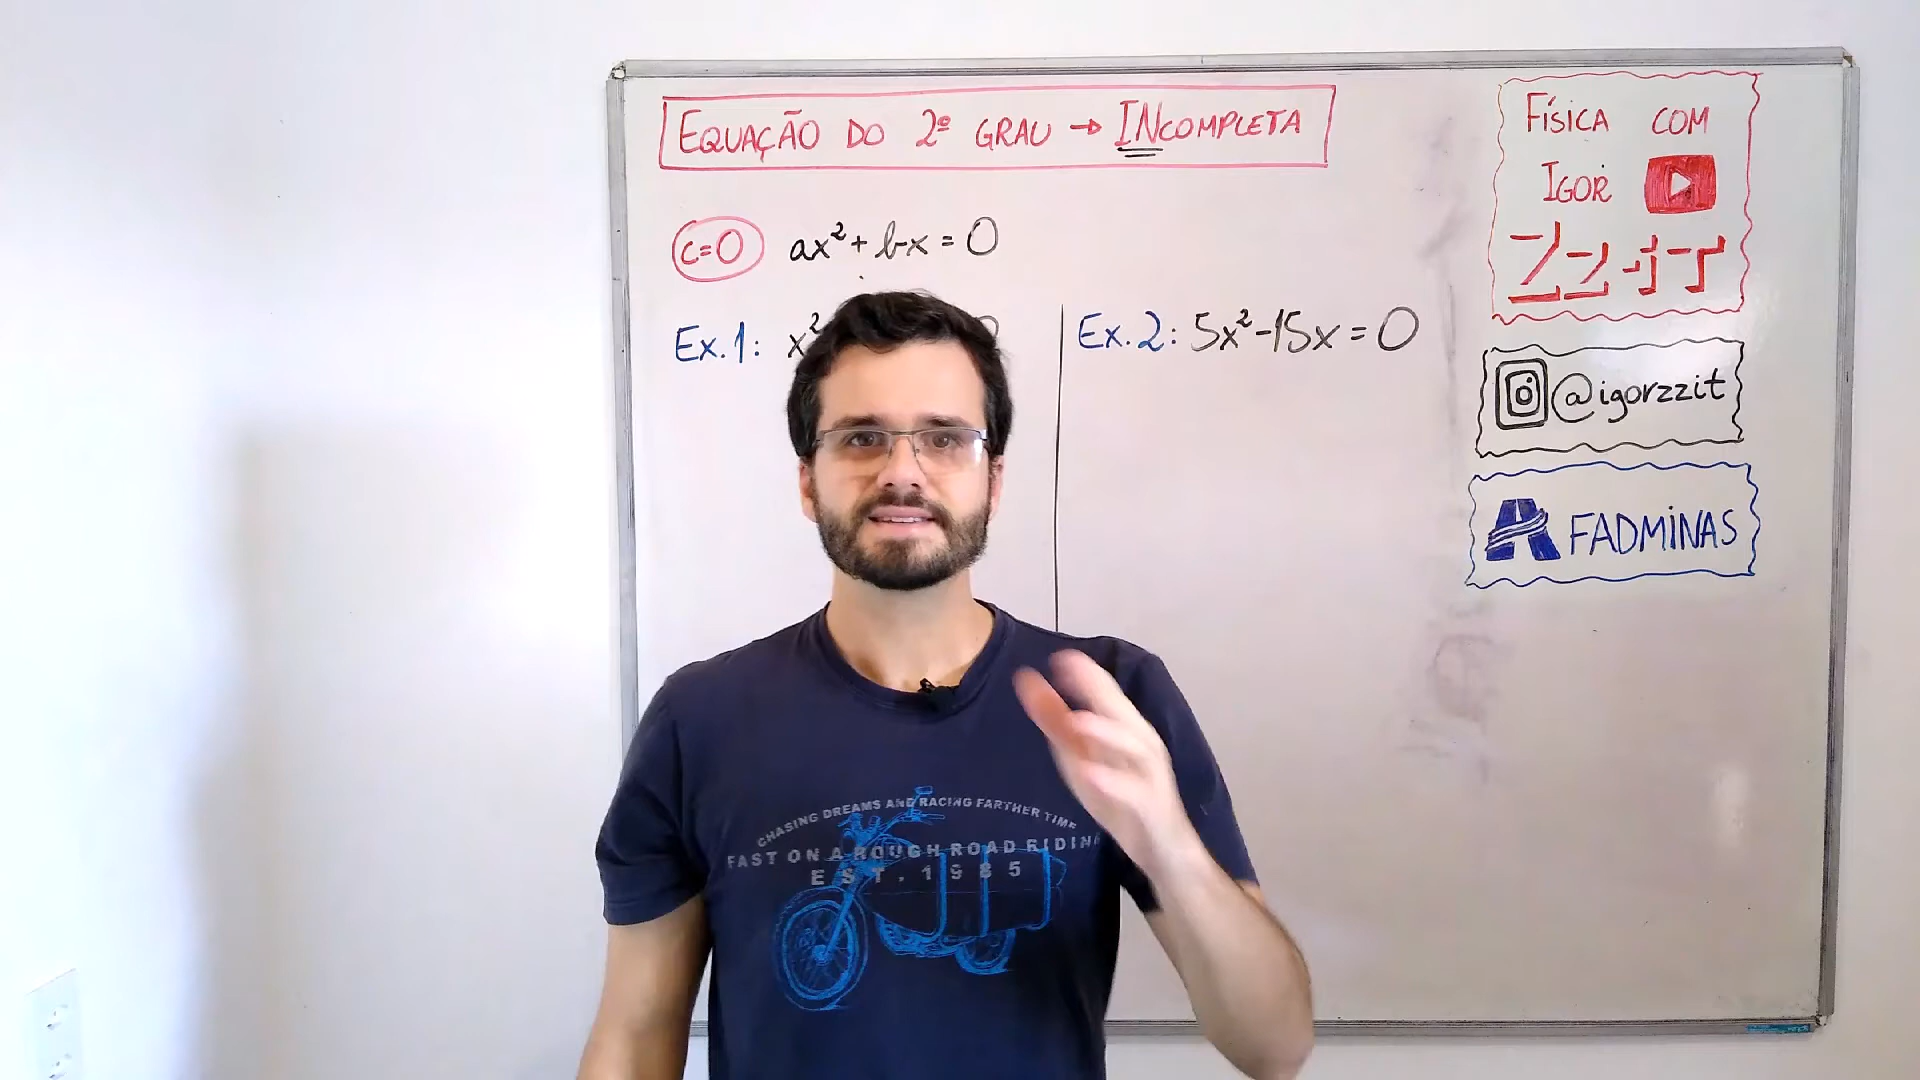 EQUAÇÃO DO 2º GRAU → INCOMPLETA
c=0 ax²+bx=0
Ex.1: x²
Ex.2: 5x²-15x=0
FÍSICA COM
IGOR
ZZiT
@igorzzit
FADMINAS
CHASING DREAMS AND RACING FARTHER TIME
FAST ON A ROUGH ROAD RIDIN
EST. 1985